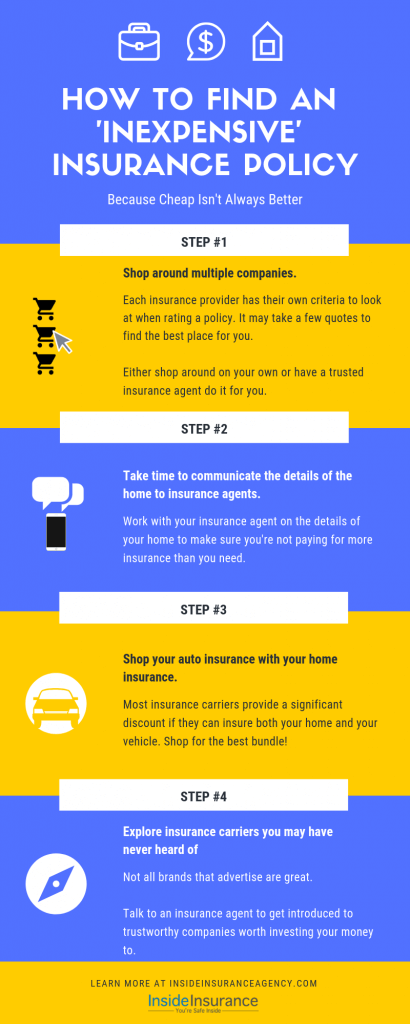 $
HOW TO FIND AN
'INEXPENSIVE'
INSURANCE POLICY
Because Cheap Isn't Always Better
STEP #1
Shop around multiple companies.
Each insurance provider has their own criteria to look
at when rating a policy. It may take a few quotes to
find the best place for you.
Either shop around on your own or have a trusted
insurance agent do it for you.
STEP #2
Take time to communicate the details of the
home to insurance agents.
Work with your insurance agent on the details of
your home to make sure you're not paying for more
insurance than you need.
STEP #3
Shop your auto insurance with your home
insurance.
Most insurance carriers provide a significant
discount if they can insure both your home and your
vehicle. Shop for the best bundle!
STEP #4
Explore insurance carriers you may have
never heard of
Not all brands that advertise are great.
Talk to an insurance agent to get introduced to
trustworthy companies worth investing your money
to.
LEARN MORE AT INSIDEINSURANCEAGENCY.COM
InsideInsurance
You're Safe Inside